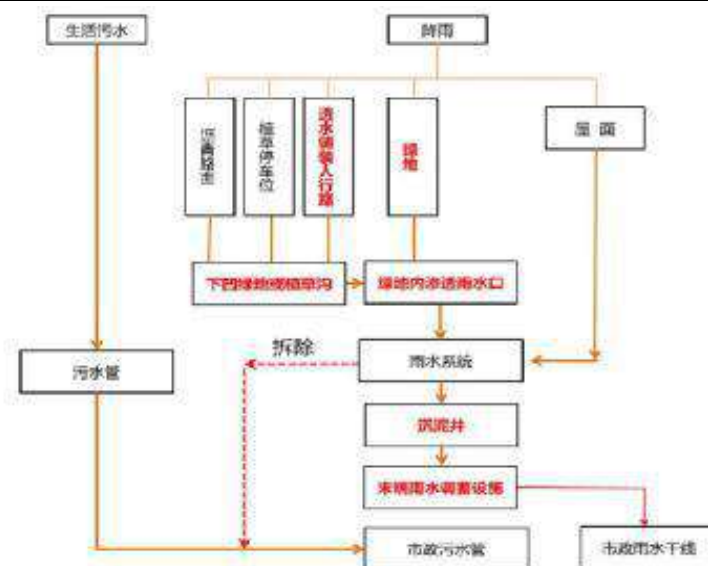 生活污水
降雨
沥青路面
植草停车位
透水铺装人行路
绿地
屋 面
下凹绿地或植草沟
绿地内渗透雨水口
拆除
雨水系统
污水管
沉泥井
末端雨水调蓄设施
市政污水管
市政雨水干线